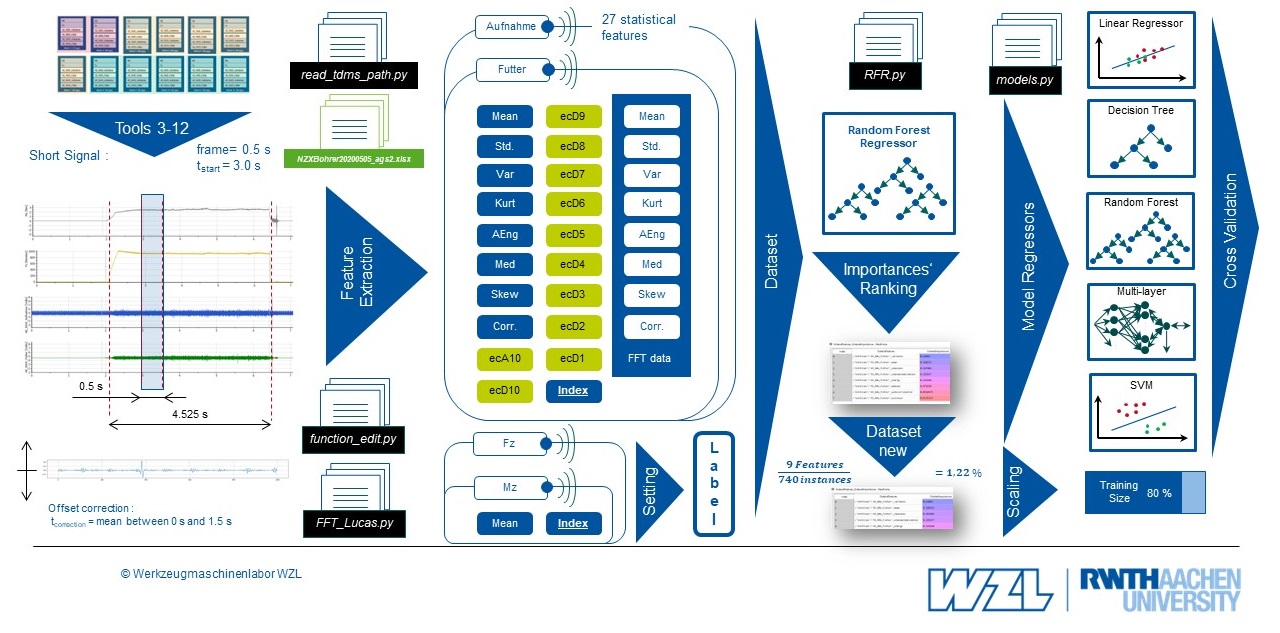 Tools 3-12
Short Signal :
frame= 0.5 s
tstart = 3.0 s
0.5 s
4.525 s
Offset correction :
tcorrection = mean between 0 s and 1.5 s
read_tdms_path.py
NZXBohrer20200505_ags2.xlsx
Feature
Extraction
function_edit.py
FFT_Lucas.py
Aufnahme
27 statistical
features
Futter
Mean
ecD9
Mean
Std.
ecD8
Std.
Var
ecD7
Var
Kurt
ecD6
Kurt
AEng
ecD5
AEng
Med
ecD4
Med
Skew
ecD3
Skew
Corr.
ecD2
Corr.
ecA10
ecD1
FFT data
ecD10
Index
Fz
Mz
Mean
Index
Setting
Label
Dataset
RFR.py
Random Forest
Regressor
Importances‘
Ranking
Dataset
new
9 Features
740 instances
= 1,22 %
models.py
Model Regressors
Scaling
Linear Regressor
Decision Tree
Random Forest
Multi-layer
SVM
Training
Size
80 %
Cross Validation
© Werkzeugmaschinenlabor WZL
WZL
RWTHAACHEN
UNIVERSITY